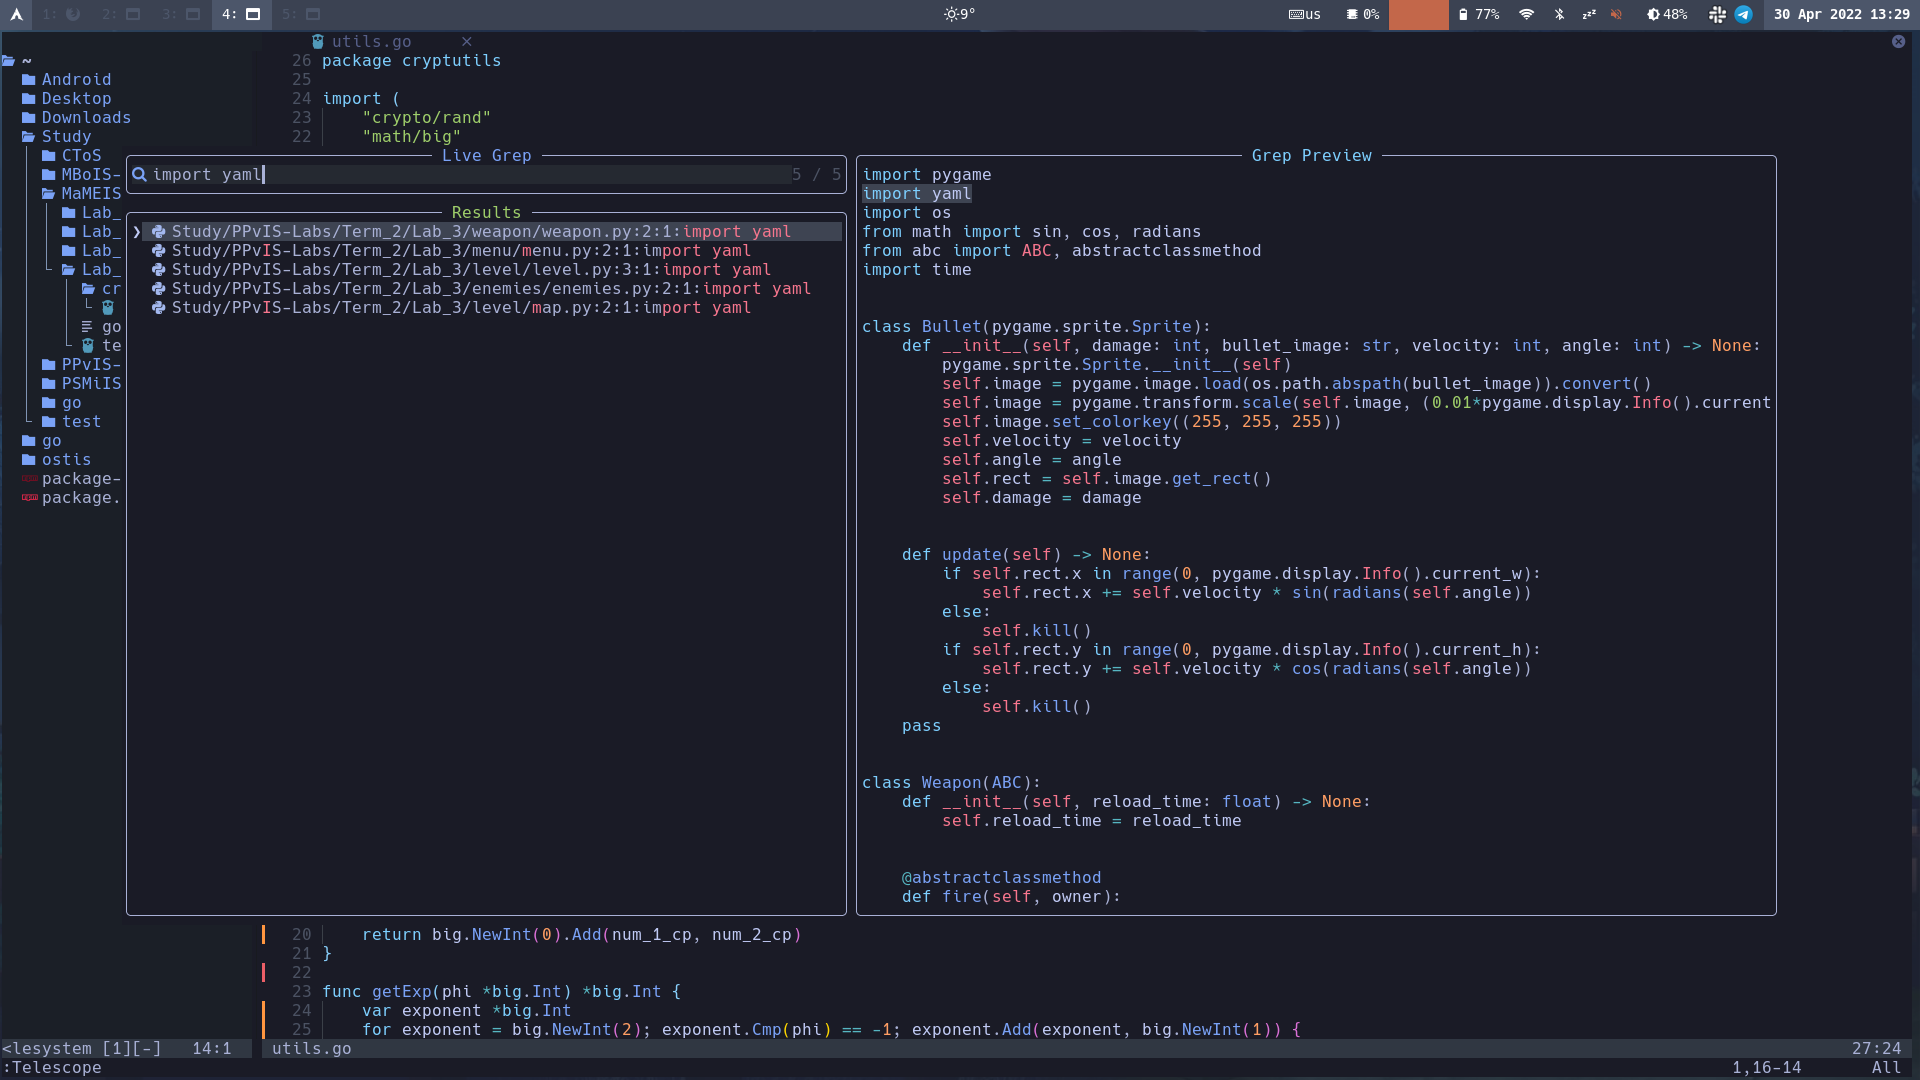 1: 2: 3: 4: 5: 9° us 0% 77% 48% 30 Apr 2022 13:29
utils.go ×
~
Android
Desktop
Downloads
Study
CToS
MBoIS-
MaMEIS
Lab_
Lab_
Lab_
Lab_
cr
go
te
PPvIS-
PSMiIS
go
test
go
ostis
package-
package.
26 package cryptutils
25
24 import (
23 "crypto/rand"
22 "math/big"
Live Grep
import yaml 5 / 5
Results
❯ Study/PPvIS-Labs/Term_2/Lab_3/weapon/weapon.py:2:1:import yaml
Study/PPvIS-Labs/Term_2/Lab_3/menu/menu.py:2:1:import yaml
Study/PPvIS-Labs/Term_2/Lab_3/level/level.py:3:1:import yaml
Study/PPvIS-Labs/Term_2/Lab_3/enemies/enemies.py:2:1:import yaml
Study/PPvIS-Labs/Term_2/Lab_3/level/map.py:2:1:import yaml
Grep Preview
import pygame
import yaml
import os
from math import sin, cos, radians
from abc import ABC, abstractclassmethod
import time
class Bullet(pygame.sprite.Sprite):
def __init__(self, damage: int, bullet_image: str, velocity: int, angle: int) -> None:
pygame.sprite.Sprite.__init__(self)
self.image = pygame.image.load(os.path.abspath(bullet_image)).convert()
self.image = pygame.transform.scale(self.image, (0.01*pygame.display.Info().current
self.image.set_colorkey((255, 255, 255))
self.velocity = velocity
self.angle = angle
self.rect = self.image.get_rect()
self.damage = damage
def update(self) -> None:
if self.rect.x in range(0, pygame.display.Info().current_w):
self.rect.x += self.velocity * sin(radians(self.angle))
else:
self.kill()
if self.rect.y in range(0, pygame.display.Info().current_h):
self.rect.y += self.velocity * cos(radians(self.angle))
else:
self.kill()
pass
class Weapon(ABC):
def __init__(self, reload_time: float) -> None:
self.reload_time = reload_time
@abstractclassmethod
def fire(self, owner):
20 return big.NewInt(0).Add(num_1_cp, num_2_cp)
21 }
22
23 func getExp(phi *big.Int) *big.Int {
24 var exponent *big.Int
25 for exponent = big.NewInt(2); exponent.Cmp(phi) == -1; exponent.Add(exponent, big.NewInt(1)) {
<lesystem [1][-] 14:1 utils.go 27:24
:Telescope 1,16-14 All